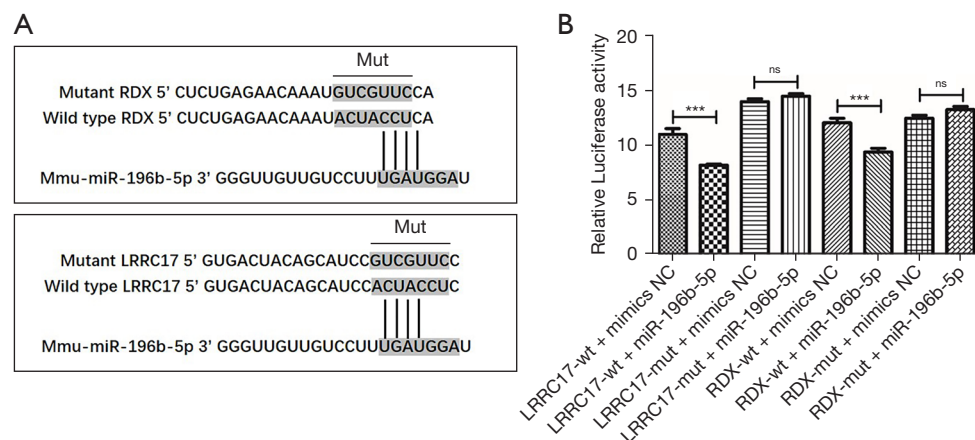 A
Mut
Mutant RDX 5' CUCUGAGAACAAAUGUCGUUCCA
Wild type RDX 5' CUCUGAGAACAAAUACUACCUCA
Mmu-miR-196b-5p 3' GGGUUGUUGUCCUUUGAUGGAU
Mut
Mutant LRRC17 5' GUGACUACAGCAUCCGUCGUUCC
Wild type LRRC17 5' GUGACUACAGCAUCCACUACCUC
Mmu-miR-196b-5p 3' GGGUUGUUGUCCUUUGAUGGAU
B
Relative Luciferase activity
20
15
10
5
0
***
ns
***
ns
LRRC17-wt + mimics NC
LRRC17-wt + miR-196b-5p
LRRC17-mut + mimics NC
LRRC17-mut + miR-196b-5p
RDX-wt + mimics NC
RDX-wt + miR-196b-5p
RDX-mut + mimics NC
RDX-mut + miR-196b-5p